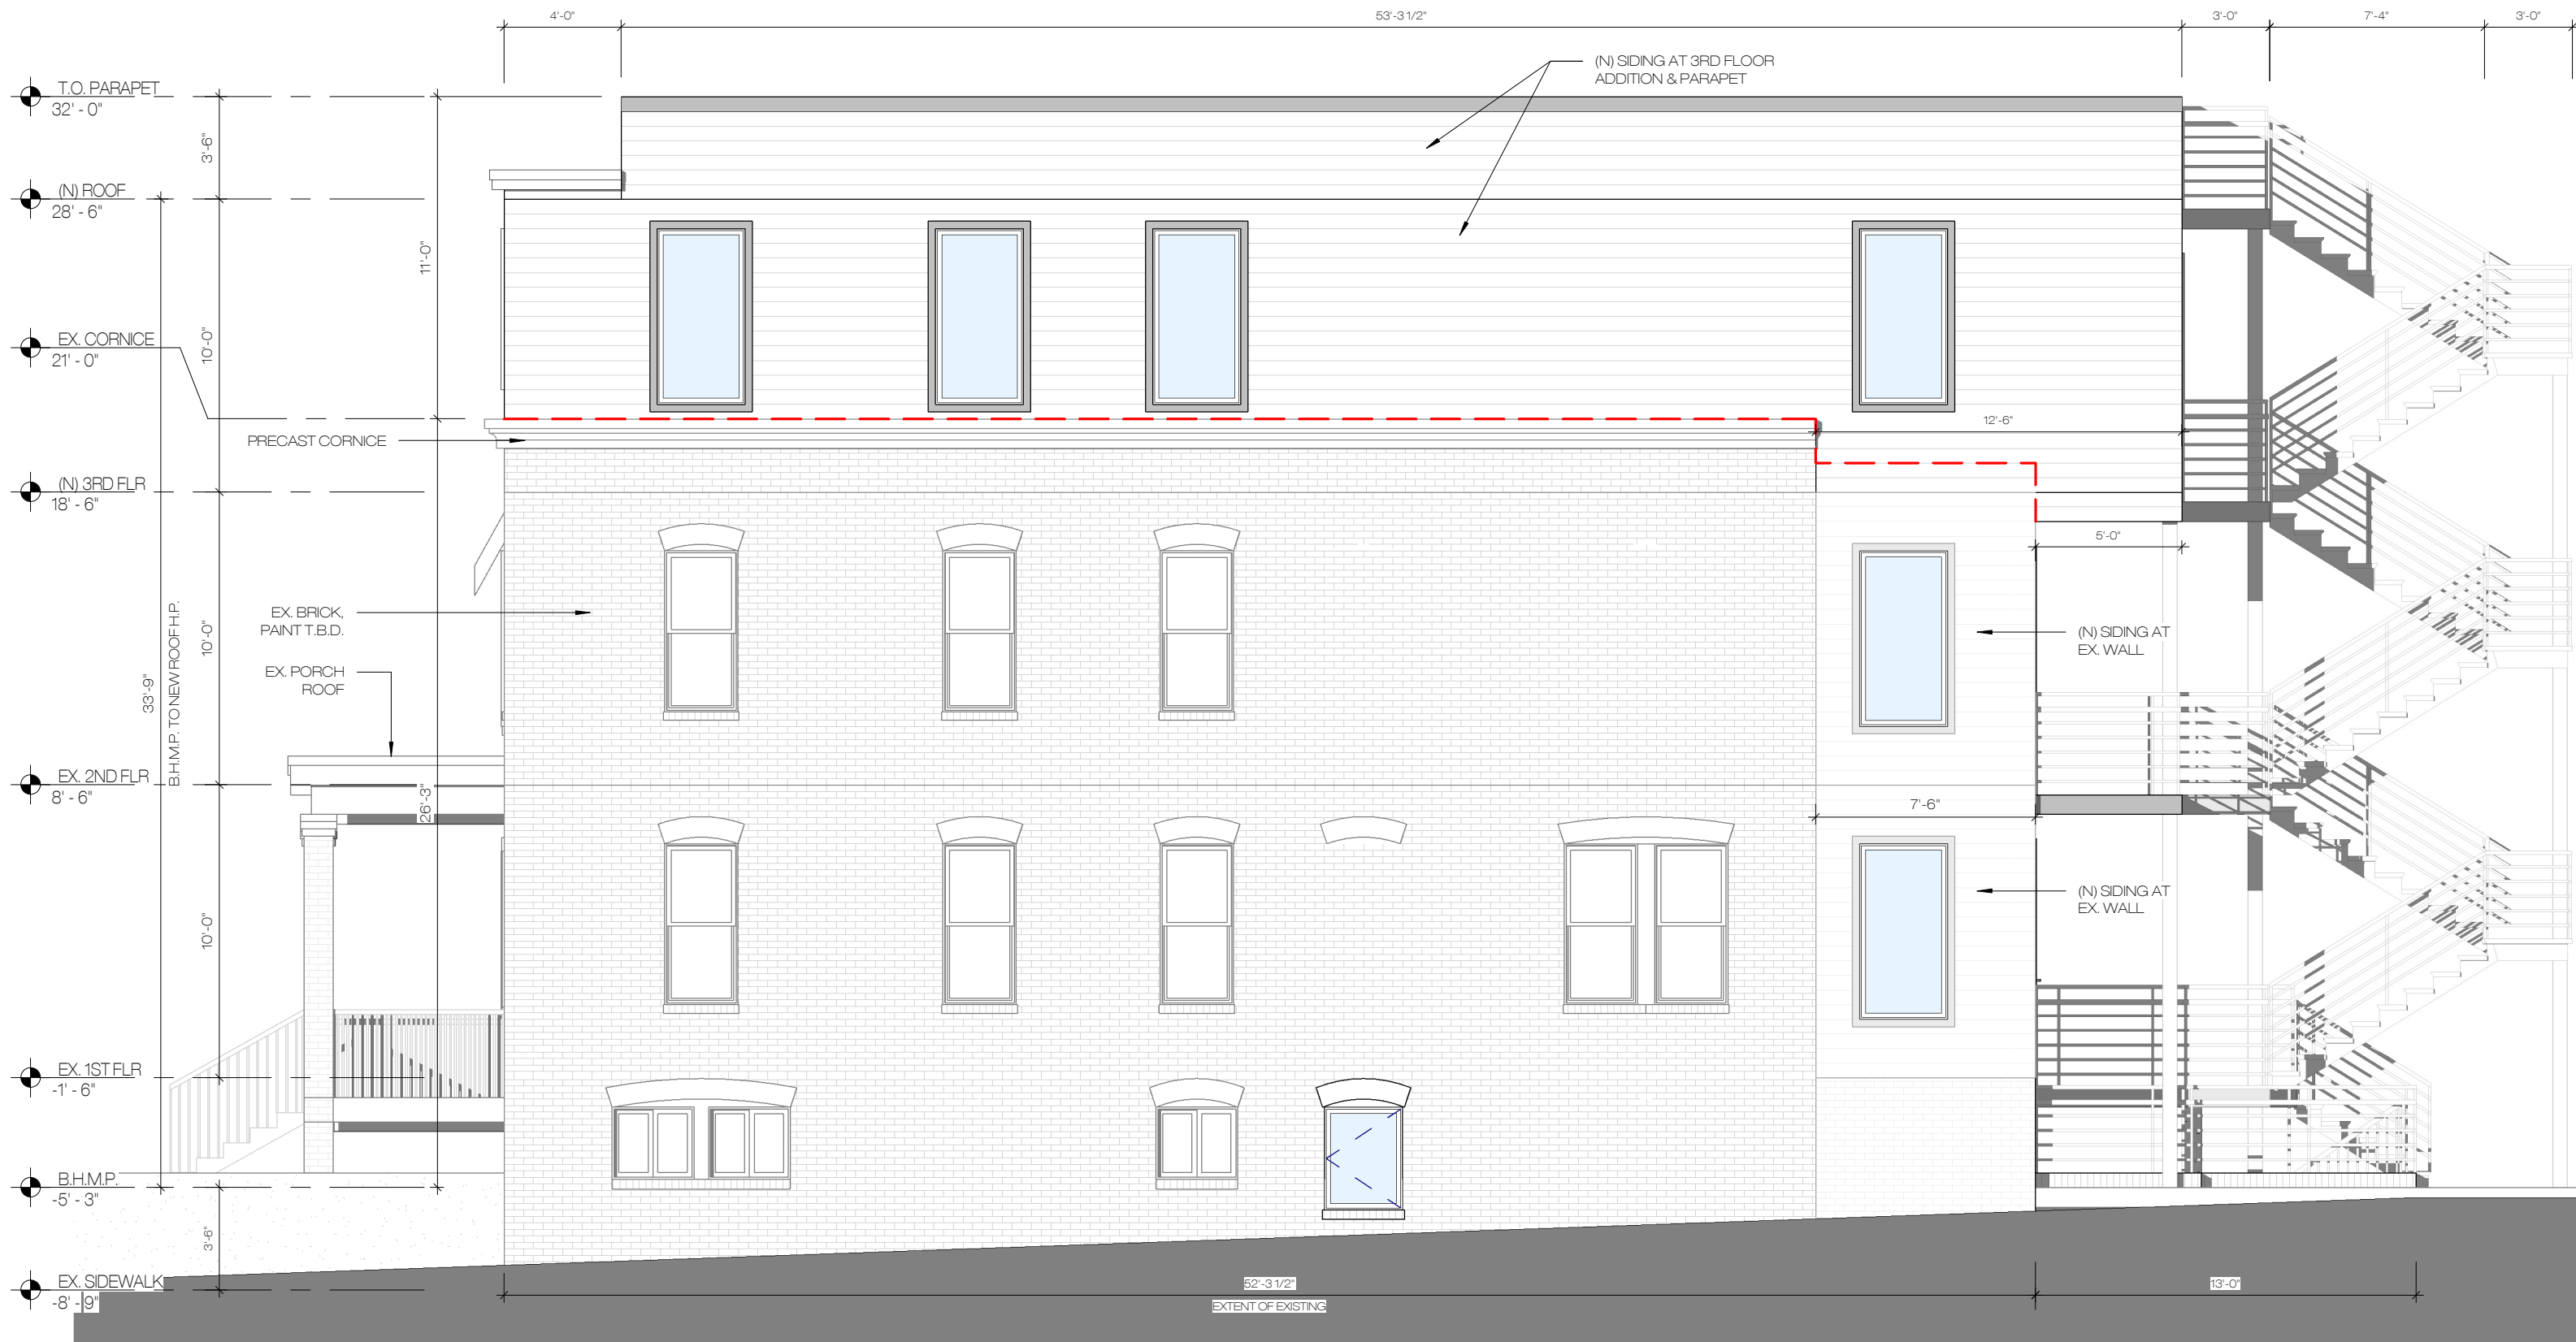 4'-0"
53'-3 1/2"
3'-0"
7'-4"
3'-0"
(N) SIDING AT 3RD FLOOR
ADDITION & PARAPET
T.O. PARAPET
32' - 0"
3'-6"
(N) ROOF
28' - 6"
11'-0"
EX. CORNICE
21' - 0"
10'-0"
PRECAST CORNICE
12'-6"
(N) 3RD FLR
18' - 6"
5'-0"
EX. BRICK,
PAINT T.B.D.
10'-0"
(N) SIDING AT
EX. WALL
EX. PORCH
ROOF
33'-9"
B.H.M.P. TO NEW ROOF H.P.
EX. 2ND FLR
8' - 6"
26'-3"
7'-6"
(N) SIDING AT
EX. WALL
10'-0"
EX. 1ST FLR
-1' - 6"
B.H.M.P.
-5' - 3"
3'-6"
EX. SIDEWALK
-8' - 9"
52'-3 1/2"
EXTENT OF EXISTING
13'-0"